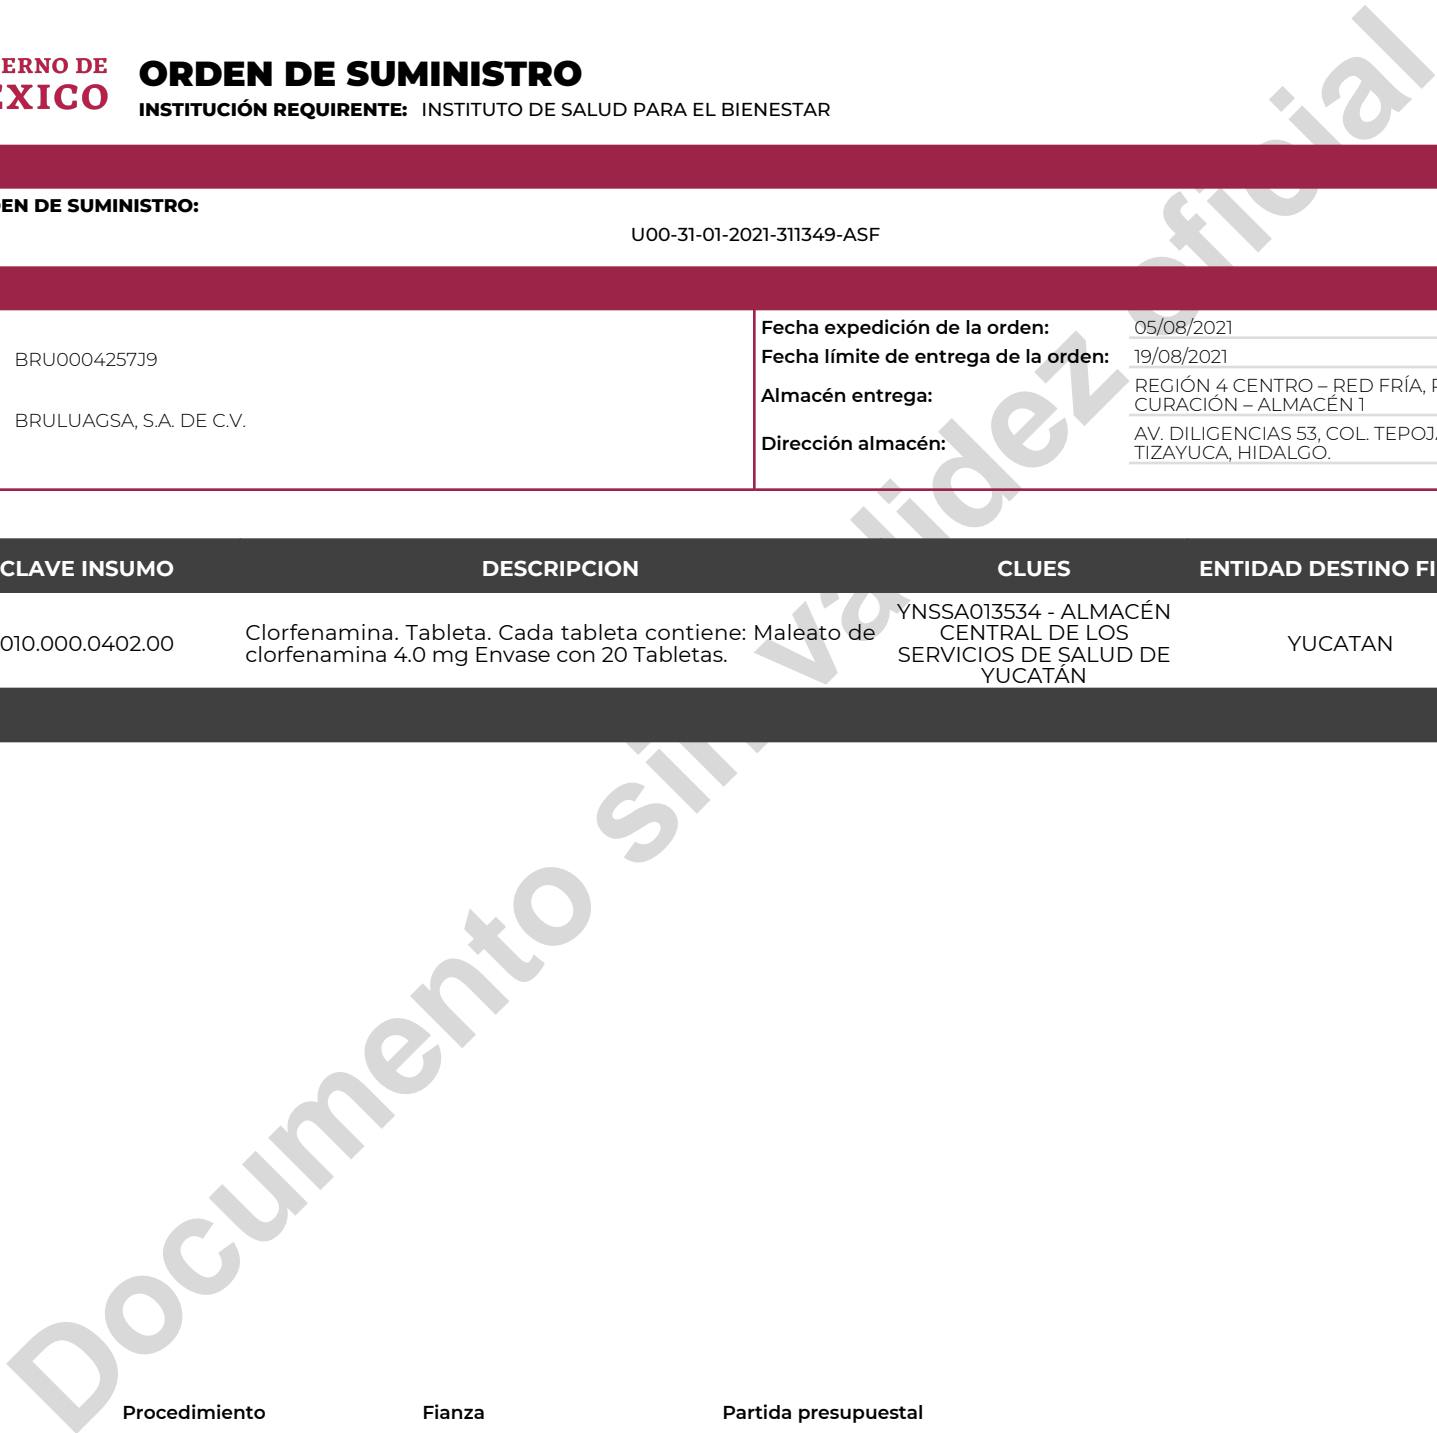 ERNO DE
EXICO
ORDEN DE SUMINISTRO
INSTITUCIÓN REQUIRENTE: INSTITUTO DE SALUD PARA EL BIENESTAR
EN DE SUMINISTRO:
U00-31-01-2021-311349-ASF
BRU0004257J9
BRULUAGSA, S.A. DE C.V.
Fecha expedición de la orden: 05/08/2021
Fecha límite de entrega de la orden: 19/08/2021
Almacén entrega: REGIÓN 4 CENTRO – RED FRÍA,
CURACIÓN – ALMACÉN 1
Dirección almacén: AV. DILIGENCIAS 53, COL. TEPOJ
TIZAYUCA, HIDALGO.
CLAVE INSUMO DESCRIPCION CLUES ENTIDAD DESTINO FI
010.000.0402.00
Clorfenamina. Tableta. Cada tableta contiene: Maleato de
clorfenamina 4.0 mg Envase con 20 Tabletas.
YNSSA013534 - ALMACÉN
CENTRAL DE LOS
SERVICIOS DE SALUD DE
YUCATÁN
YUCATAN
Documento sin validez oficial
Procedimiento Fianza Partida presupuestal